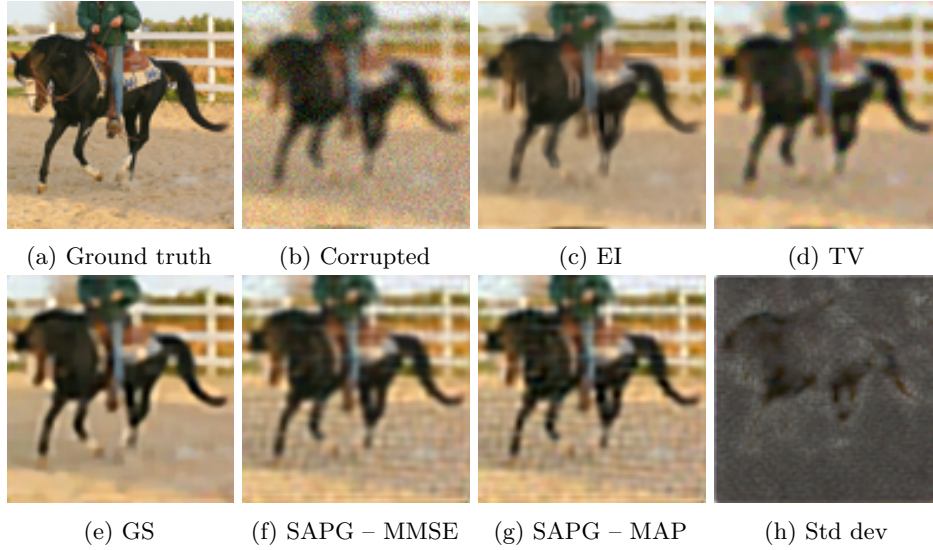 (a) Ground truth
(b) Corrupted
(c) EI
(d) TV
(e) GS
(f) SAPG – MMSE
(g) SAPG – MAP
(h) Std dev